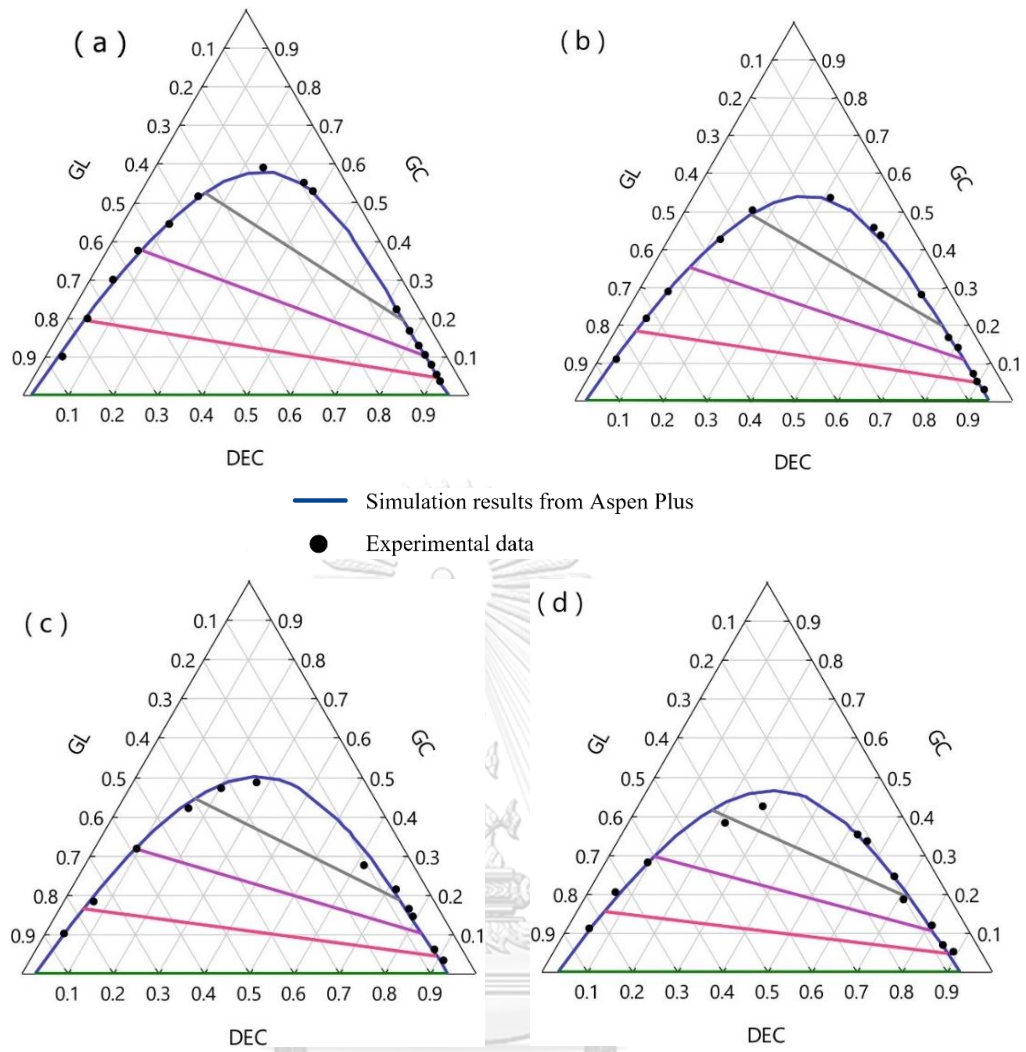 (a)
0.1 0.9
0.2 0.8
0.3 0.7
0.4 0.6
GL GC
0.5 0.5
0.6 0.4
0.7 0.3
0.8 0.2
0.9 0.1
0.1 0.2 0.3 0.4 0.5 0.6 0.7 0.8 0.9
DEC
(b)
0.1 0.9
0.2 0.8
0.3 0.7
0.4 0.6
GL GC
0.5 0.5
0.6 0.4
0.7 0.3
0.8 0.2
0.9 0.1
0.1 0.2 0.3 0.4 0.5 0.6 0.7 0.8 0.9
DEC
Simulation results from Aspen Plus
Experimental data
(c)
0.1 0.9
0.2 0.8
0.3 0.7
GL GC
0.4 0.6
0.5 0.5
0.6 0.4
0.7 0.3
0.8 0.2
0.9 0.1
0.1 0.2 0.3 0.4 0.5 0.6 0.7 0.8 0.9
DEC
(d)
0.1 0.9
0.2 0.8
0.3 0.7
GL GC
0.4 0.6
0.5 0.5
0.6 0.4
0.7 0.3
0.8 0.2
0.9 0.1
0.1 0.2 0.3 0.4 0.5 0.6 0.7 0.8 0.9
DEC